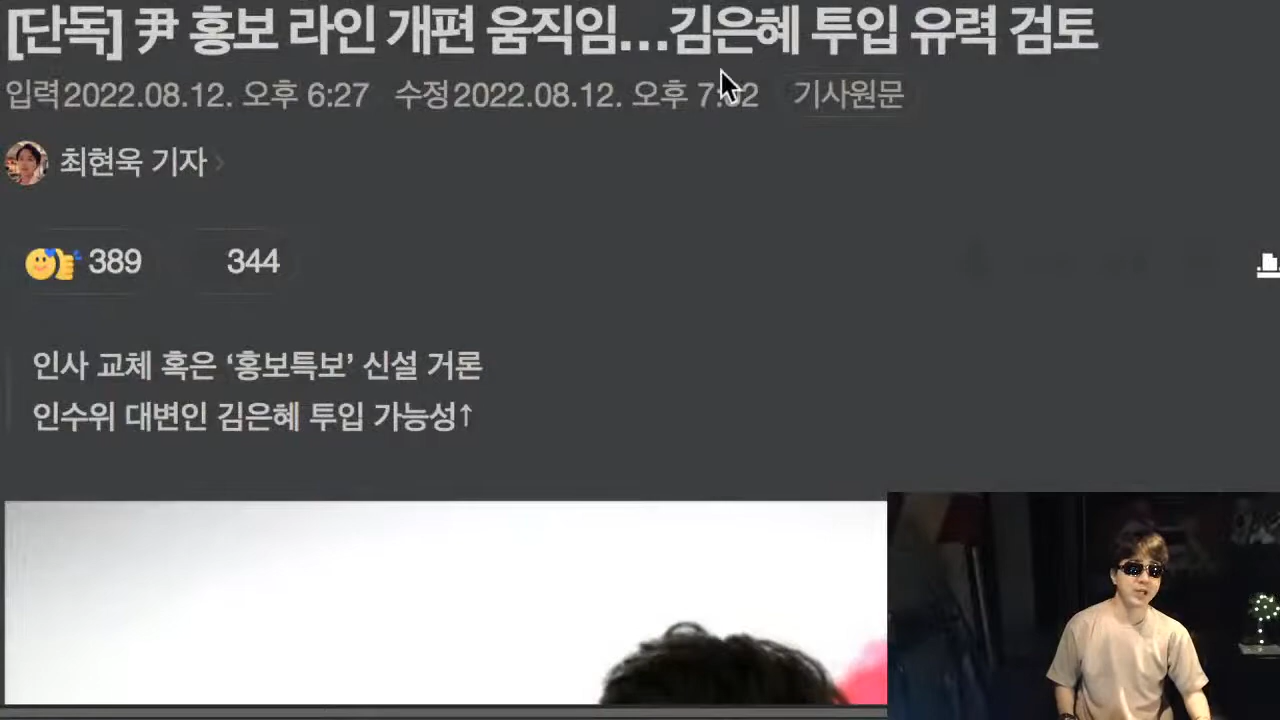 [단독] 尹 홍보 라인 개편 움직임…김은혜 투입 유력 검토
입력2022.08.12. 오후 6:27 수정2022.08.12. 오후 기사원문
최현욱 기자
389 344
인사 교체 혹은 ‘홍보특보’ 신설 거론
인수위 대변인 김은혜 투입 가능성↑